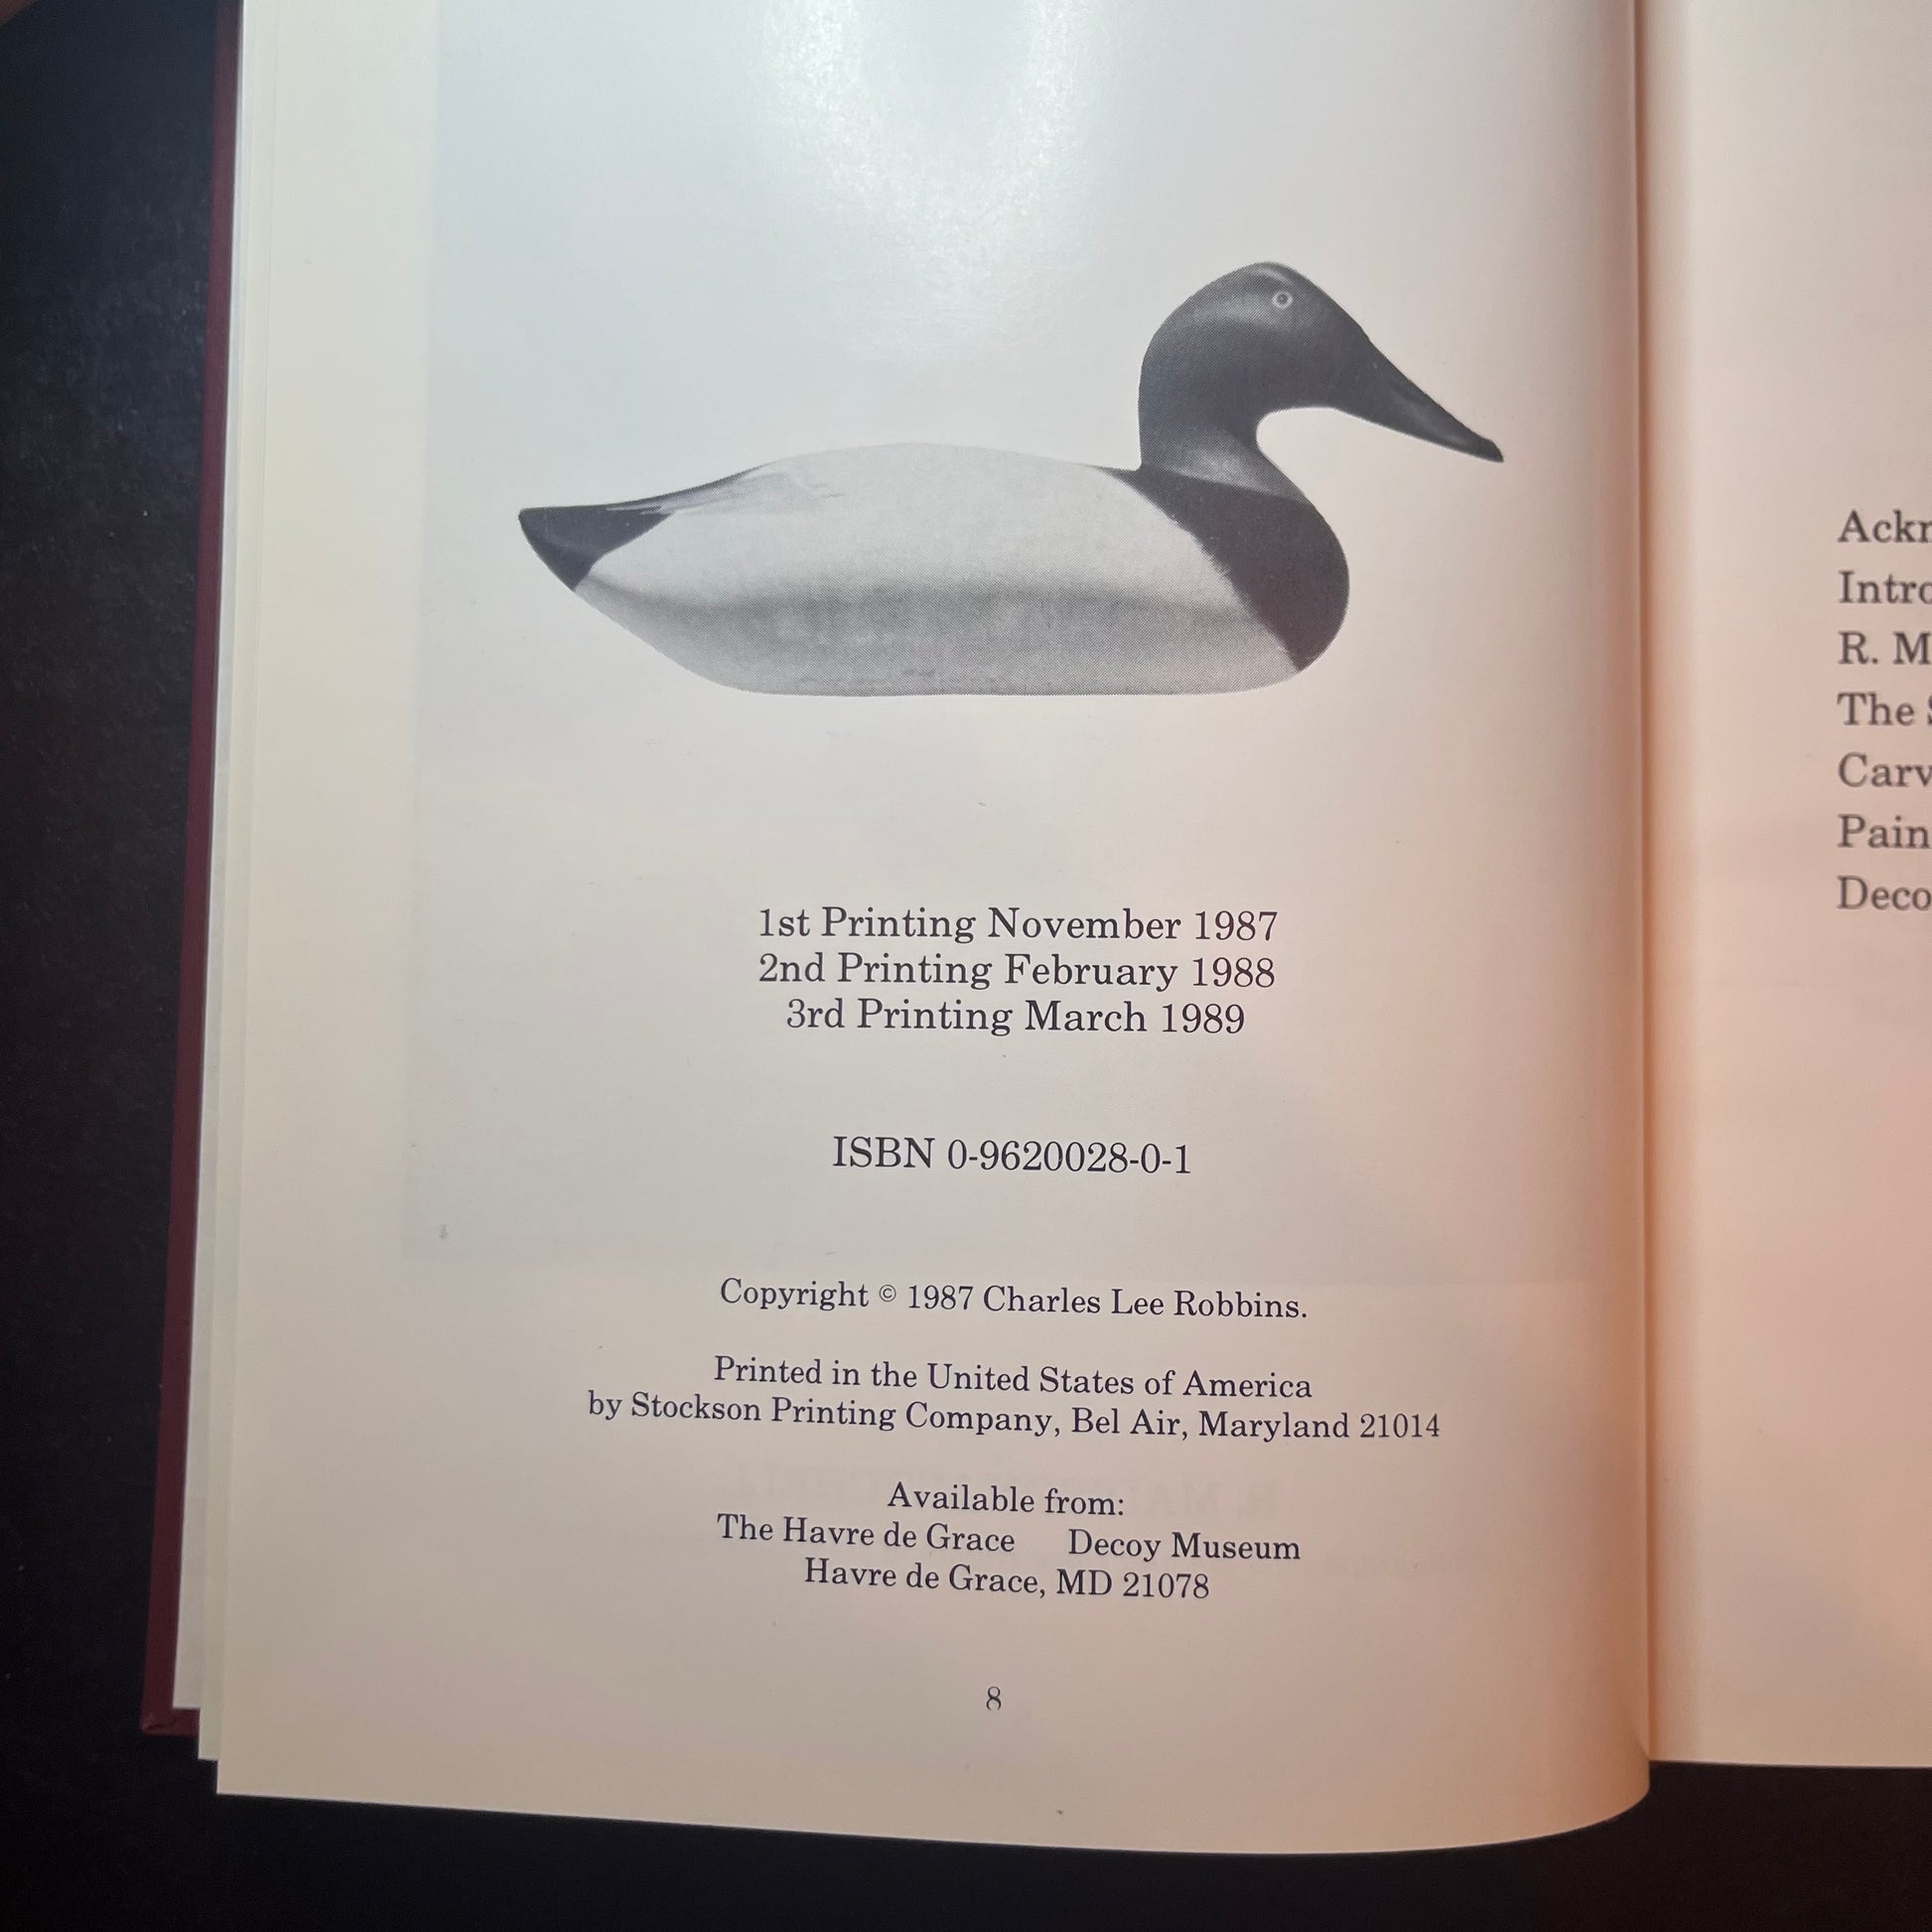 1st Printing November 1987
2nd Printing February 1988
3rd Printing March 1989
ISBN 0-9620028-0-1
Copyright © 1987 Charles Lee Robbins.
Printed in the United States of America
by Stockson Printing Company, Bel Air, Maryland 21014
Available from:
The Havre de Grace Decoy Museum
Havre de Grace, MD 21078
8
R. M
The